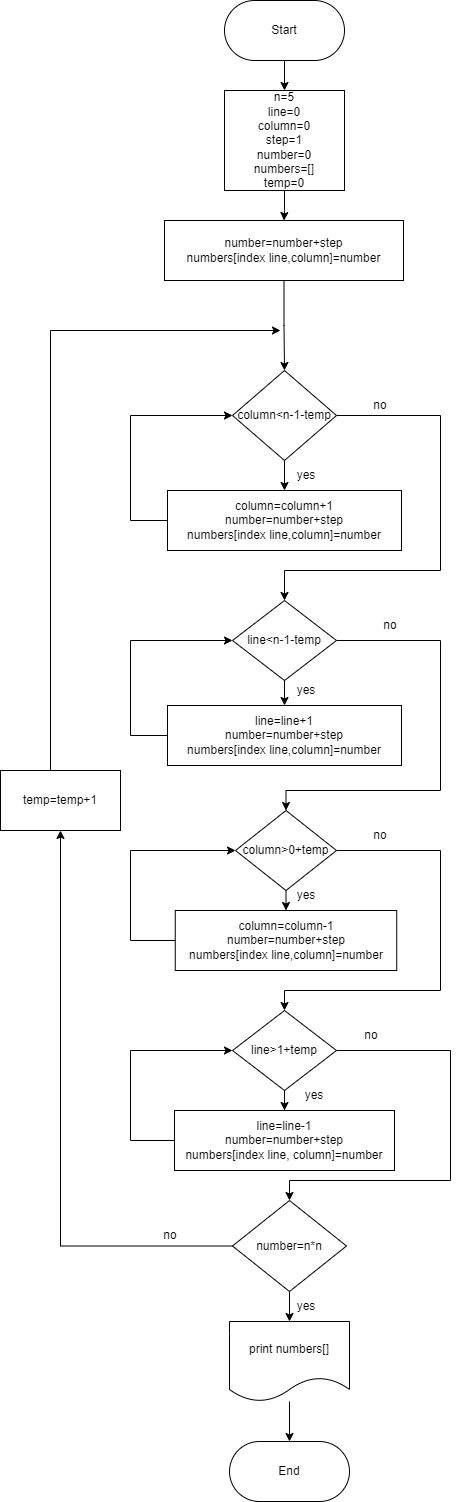 Start
n=5
line=0
column=0
step=1
number=0
numbers=[]
temp=0
number=number+step
numbers[index line,column]=number
column<n-1-temp
no
yes
column=column+1
number=number+step
numbers[index line,column]=number
line<n-1-temp
no
yes
line=line+1
number=number+step
numbers[index line,column]=number
temp=temp+1
column>0+temp
no
yes
column=column-1
number=number+step
numbers[index line,column]=number
line>1+temp
no
yes
line=line-1
number=number+step
numbers[index line, column]=number
no
number=n*n
yes
print numbers[]
End